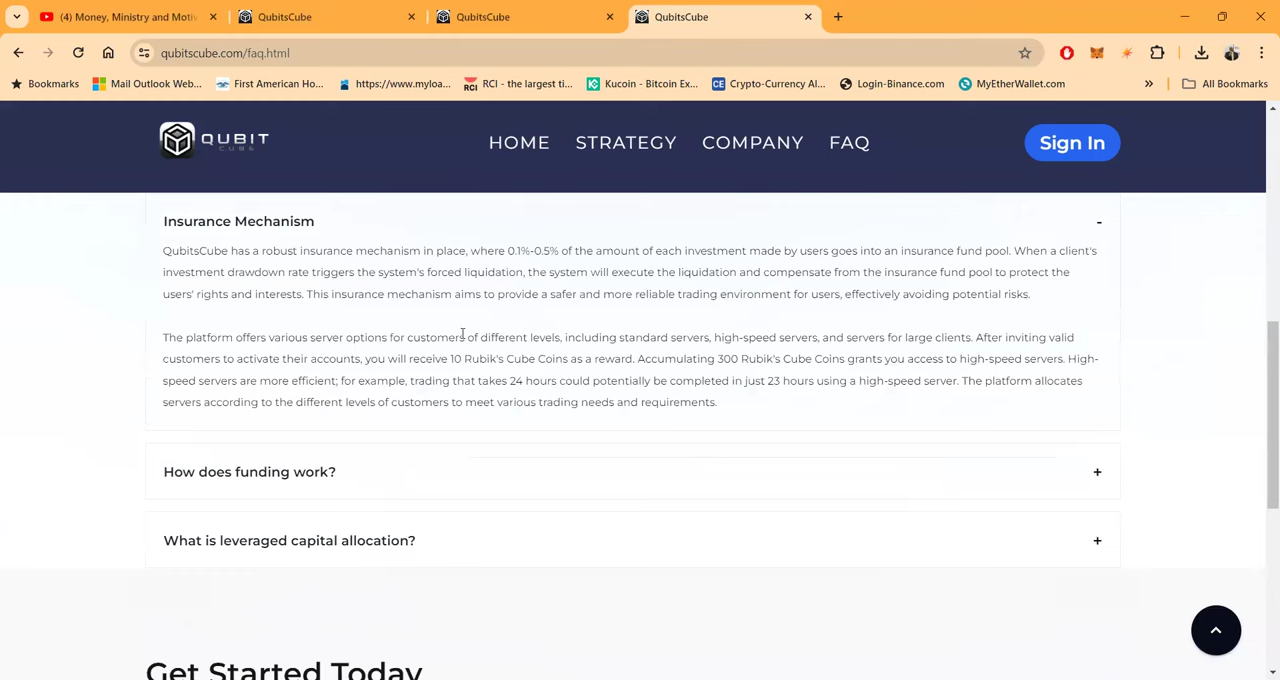 (4) Money, Ministry and Motiv
QubitsCube
QubitsCube
QubitsCube
qubitscube.com/faq.html
Bookmarks
Mail Outlook Web...
First American Ho...
https://www.myloa...
RCI - the largest ti...
Kucoin - Bitcoin Ex...
Crypto-Currency Al...
Login-Binance.com
MyEtherWallet.com
»
All Bookmarks
QUBIT
CUBE
HOME
STRATEGY
COMPANY
FAQ
Sign In
Insurance Mechanism
-
QubitsCube has a robust insurance mechanism in place, where 0.1%-0.5% of the amount of each investment made by users goes into an insurance fund pool. When a client's
investment drawdown rate triggers the system's forced liquidation, the system will execute the liquidation and compensate from the insurance fund pool to protect the
users' rights and interests. This insurance mechanism aims to provide a safer and more reliable trading environment for users, effectively avoiding potential risks.
The platform offers various server options for customers of different levels, including standard servers, high-speed servers, and servers for large clients. After inviting valid
customers to activate their accounts, you will receive 10 Rubik's Cube Coins as a reward. Accumulating 300 Rubik's Cube Coins grants you access to high-speed servers. High-
speed servers are more efficient; for example, trading that takes 24 hours could potentially be completed in just 23 hours using a high-speed server. The platform allocates
servers according to the different levels of customers to meet various trading needs and requirements.
How does funding work?
+
What is leveraged capital allocation?
+
Get Started Today